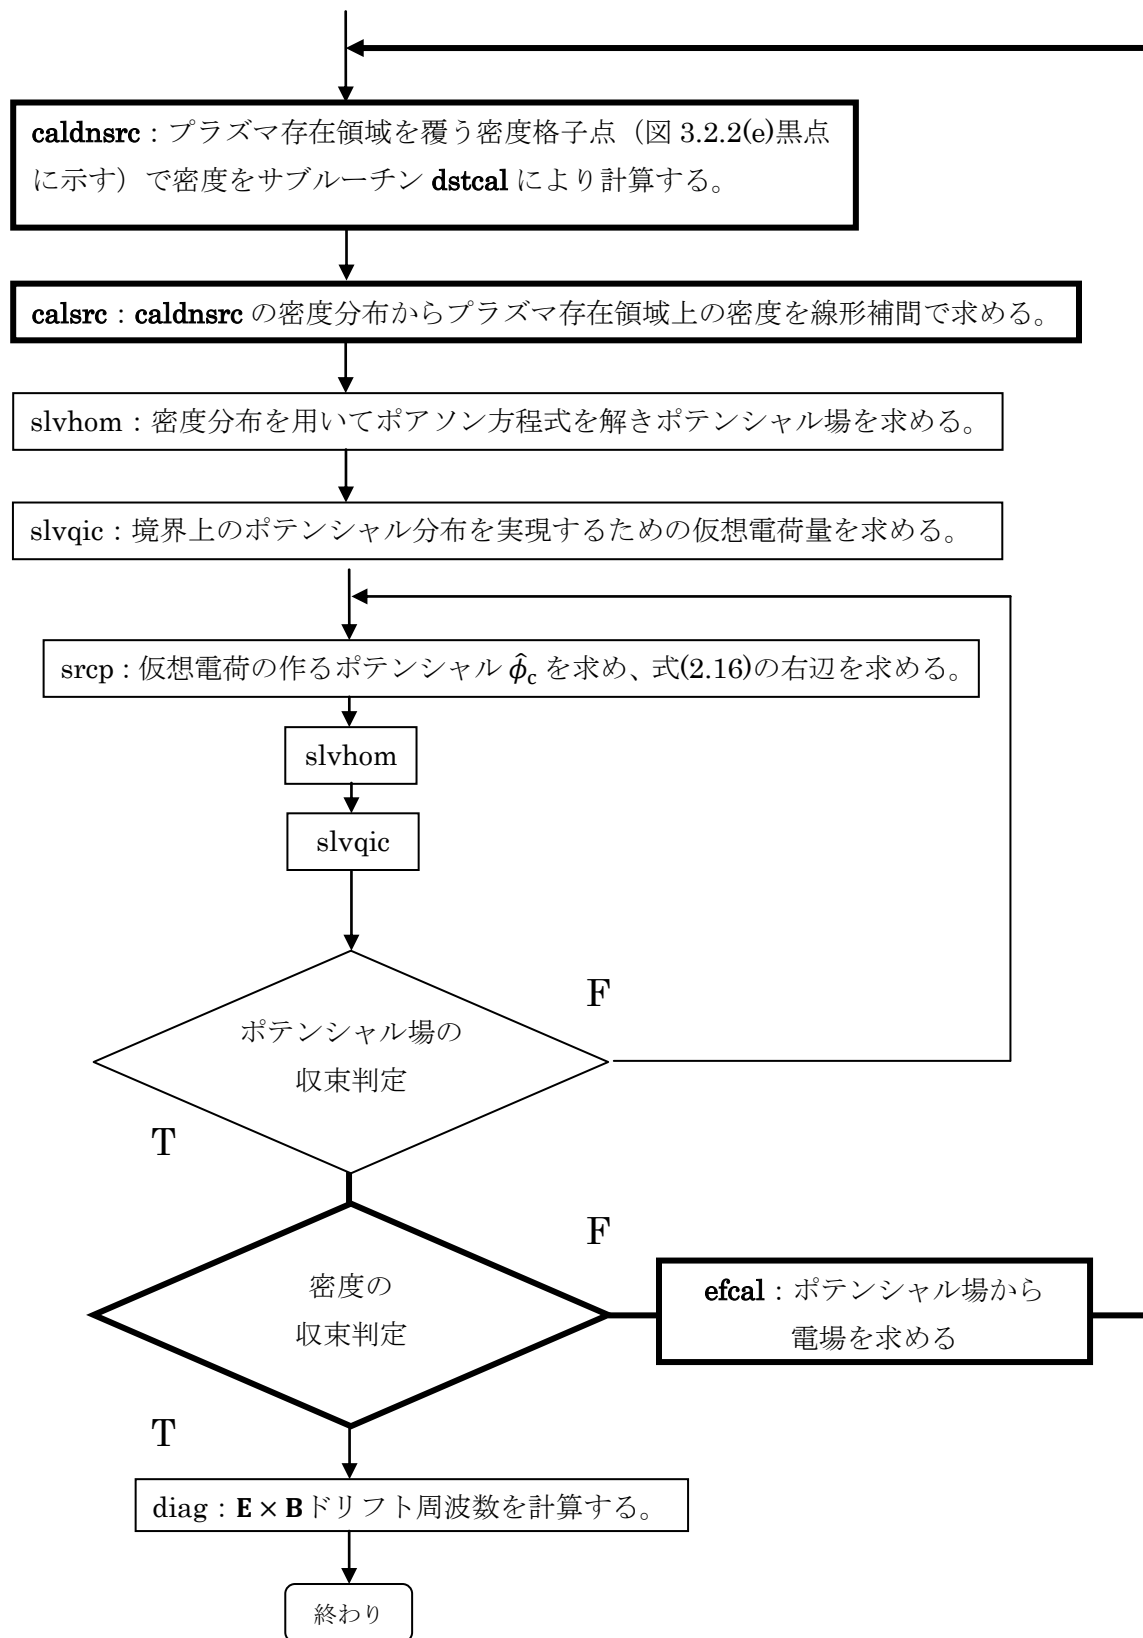 caldnsrc：プラズマ存在領域を覆う密度格子点（図 3.2.2(e)黒点
に示す）で密度をサブルーチン dstcal により計算する。
calsrc：caldnsrc の密度分布からプラズマ存在領域上の密度を線形補間で求める。
slvhom：密度分布を用いてポアソン方程式を解きポテンシャル場を求める。
slvqic：境界上のポテンシャル分布を実現するための仮想電荷量を求める。
srcp：仮想電荷の作るポテンシャル ϕ̂c を求め、式(2.16)の右辺を求める。
slvhom
slvqic
F
ポテンシャル場の
収束判定
T
F
密度の
収束判定
efcal：ポテンシャル場から
電場を求める
T
diag：E × Bドリフト周波数を計算する。
終わり